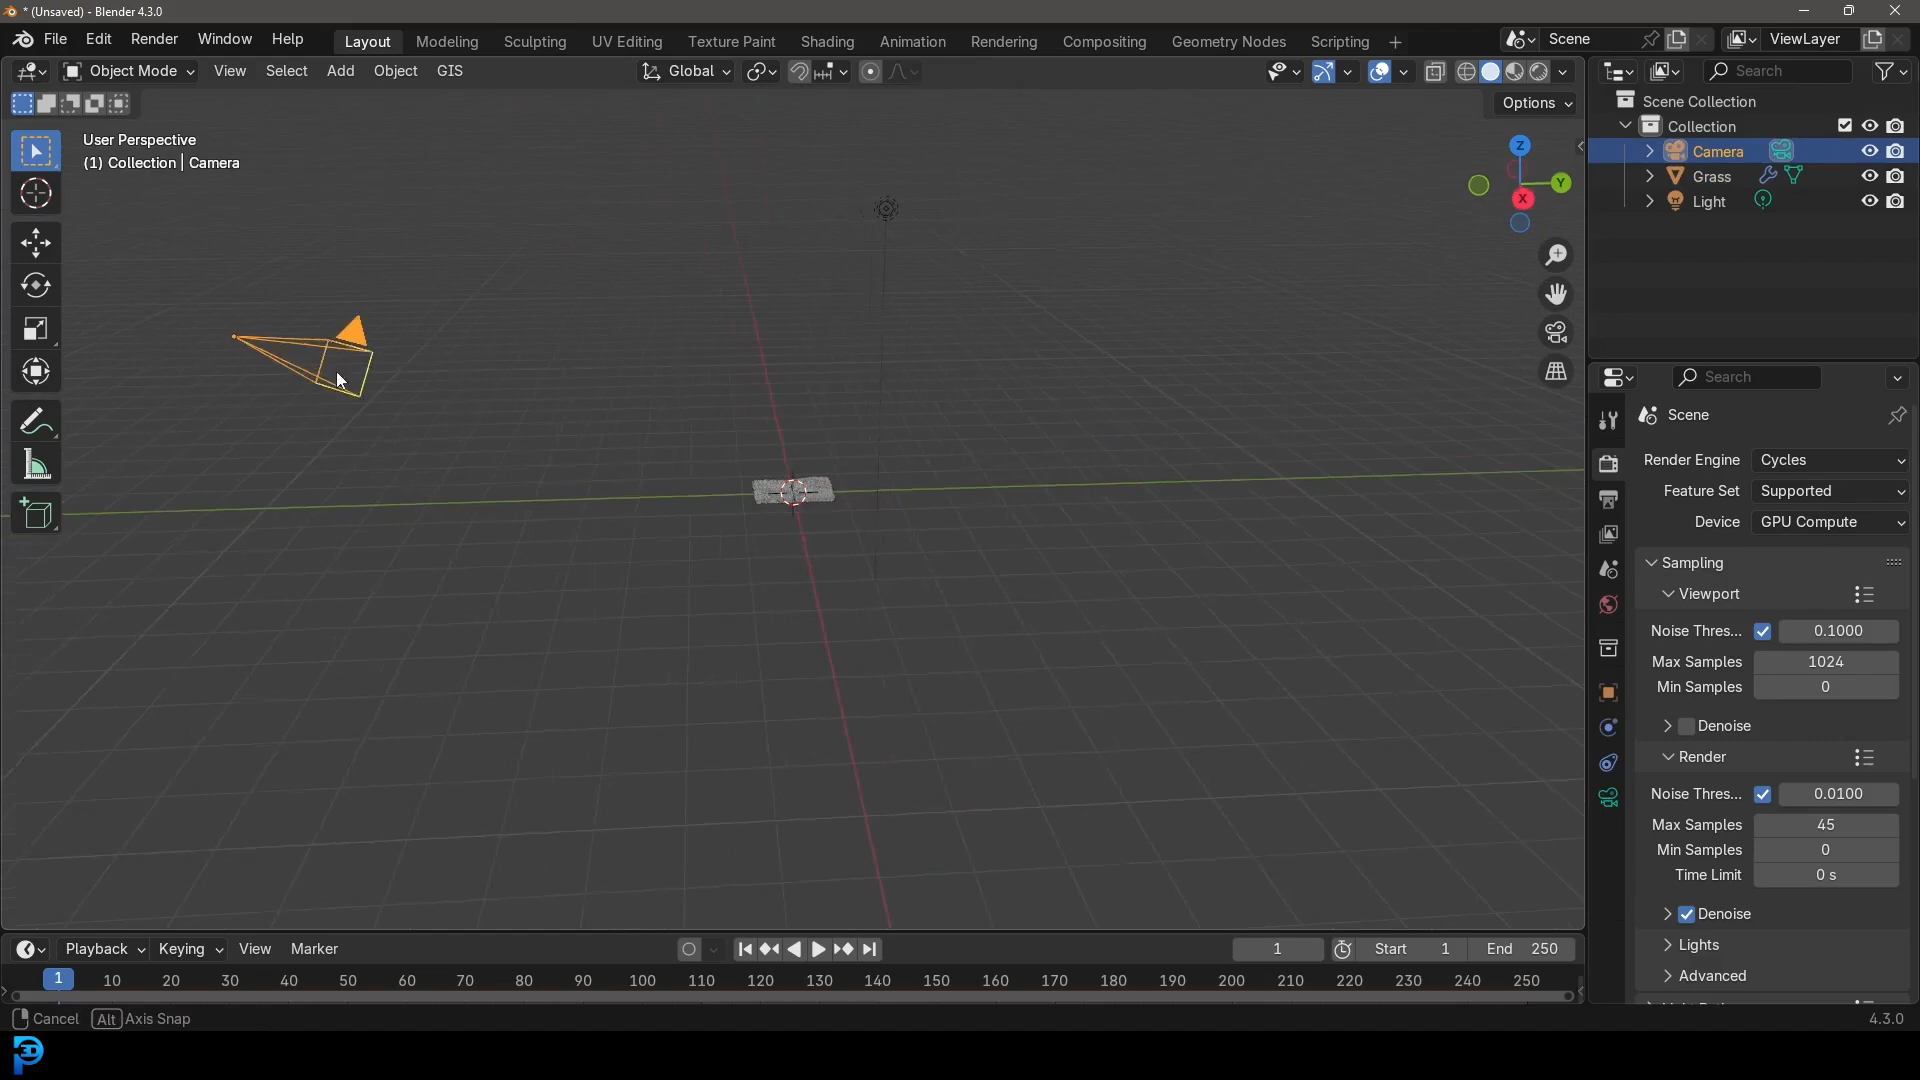 * (Unsaved) - Blender 4.3.0
File Edit Render Window Help Layout Modeling Sculpting UV Editing Texture Paint Shading Animation Rendering Compositing Geometry Nodes Scripting + Scene ViewLayer
Object Mode View Select Add Object GIS Global Search
Options
User Perspective
(1) Collection | Camera
Z
Y
X
Scene Collection
Collection
Camera
Grass
Light
Search
Scene
Render Engine Cycles
Feature Set Supported
Device GPU Compute
Sampling
Viewport
Noise Thres... 0.1000
Max Samples 1024
Min Samples 0
Denoise
Render
Noise Thres... 0.0100
Max Samples 45
Min Samples 0
Time Limit 0 s
Denoise
Lights
Advanced
Playback Keying View Marker 1 Start 1 End 250
1 10 20 30 40 50 60 70 80 90 100 110 120 130 140 150 160 170 180 190 200 210 220 230 240 250
Cancel Alt Axis Snap 4.3.0